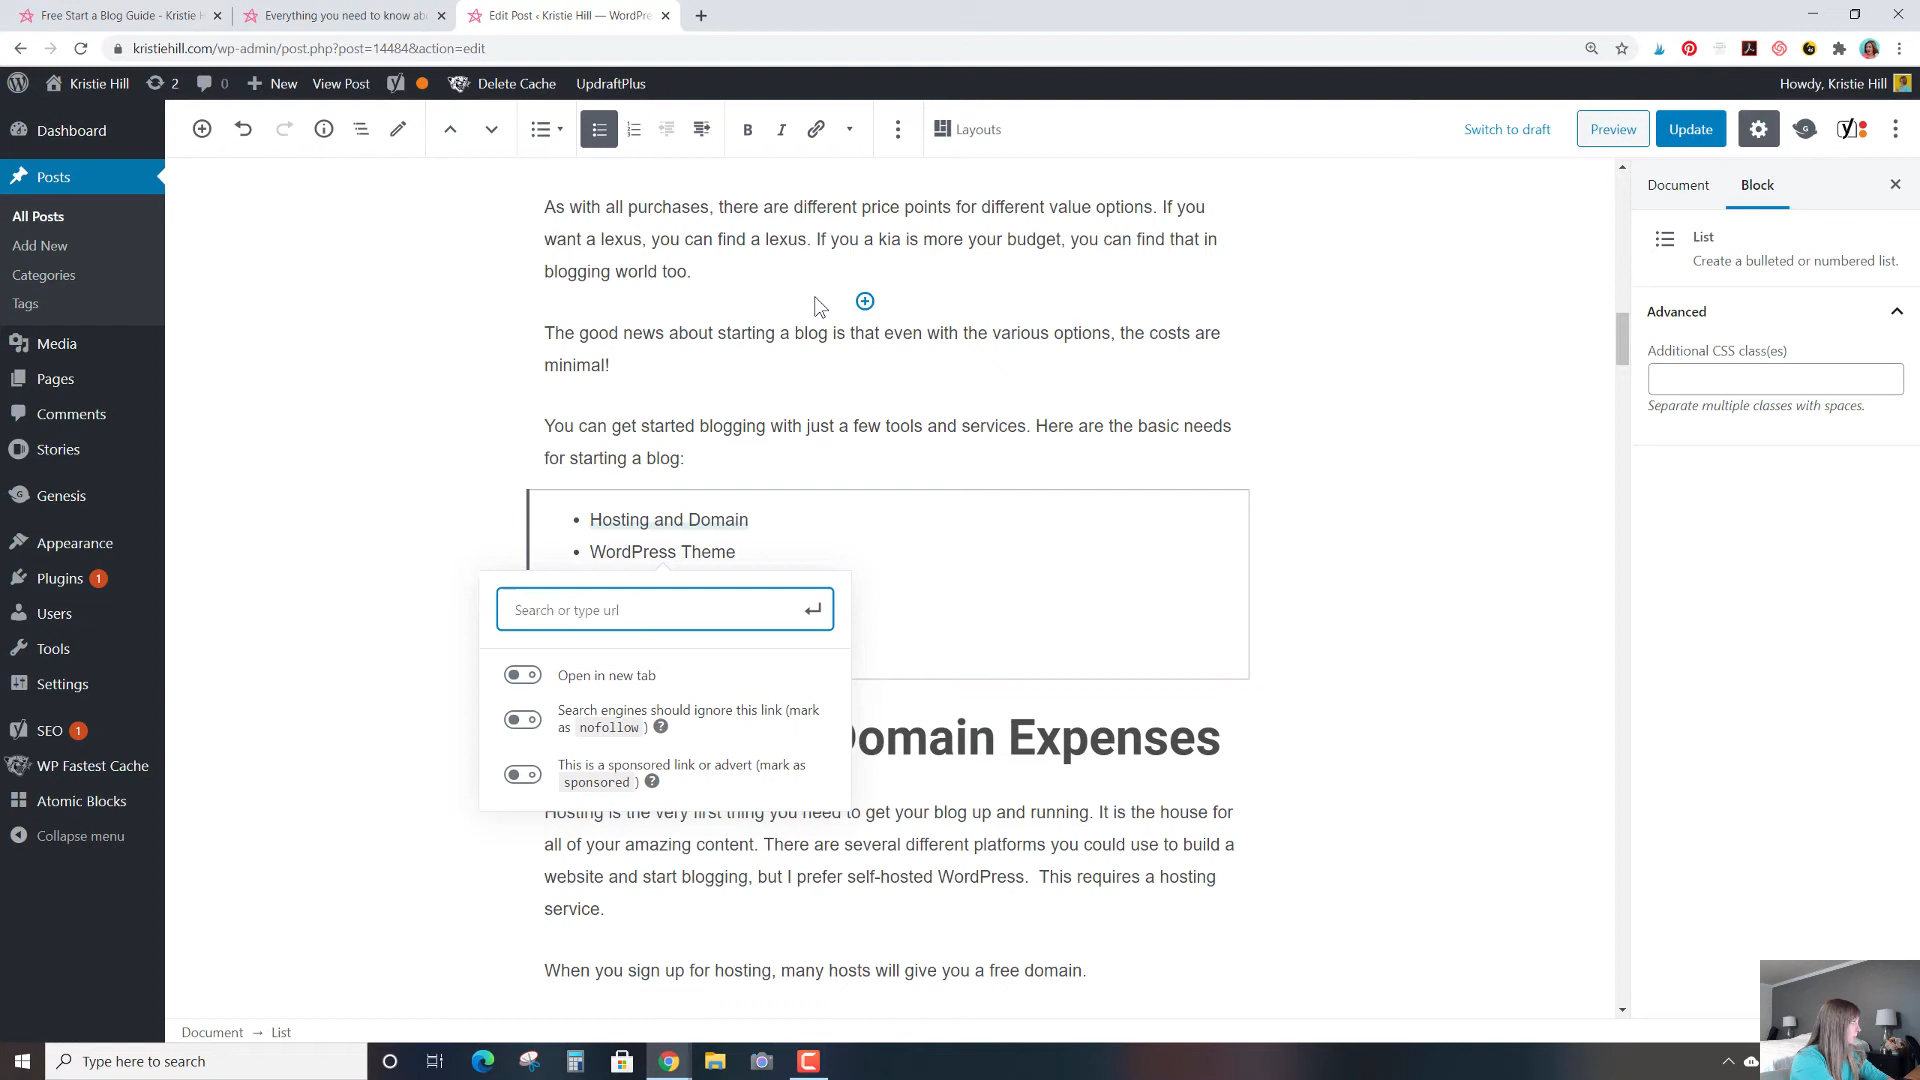 Free Start a Blog Guide - Kristie H
Everything you need to know abo
Edit Post ‹ Kristie Hill — WordPre
kristiehill.com/wp-admin/post.php?post=14484&action=edit
Kristie Hill
2
0
New
View Post
Delete Cache
UpdraftPlus
Howdy, Kristie Hill
Dashboard
Posts
All Posts
Add New
Categories
Tags
Media
Pages
Comments
Stories
Genesis
Appearance
Plugins 1
Users
Tools
Settings
SEO 1
WP Fastest Cache
Atomic Blocks
Collapse menu
B
I
Layouts
Switch to draft
Preview
Update
As with all purchases, there are different price points for different value options. If you
want a lexus, you can find a lexus. If you a kia is more your budget, you can find that in
blogging world too.
The good news about starting a blog is that even with the various options, the costs are
minimal!
You can get started blogging with just a few tools and services. Here are the basic needs
for starting a blog:
• Hosting and Domain
• WordPress Theme
Search or type url
Open in new tab
Search engines should ignore this link (mark
as nofollow )
This is a sponsored link or advert (mark as
sponsored )
Domain Expenses
Hosting is the very first thing you need to get your blog up and running. It is the house for
all of your amazing content. There are several different platforms you could use to build a
website and start blogging, but I prefer self-hosted WordPress.  This requires a hosting
service.
When you sign up for hosting, many hosts will give you a free domain.
Document → List
Document
Block
List
Create a bulleted or numbered list.
Advanced
Additional CSS class(es)
Separate multiple classes with spaces.
Type here to search